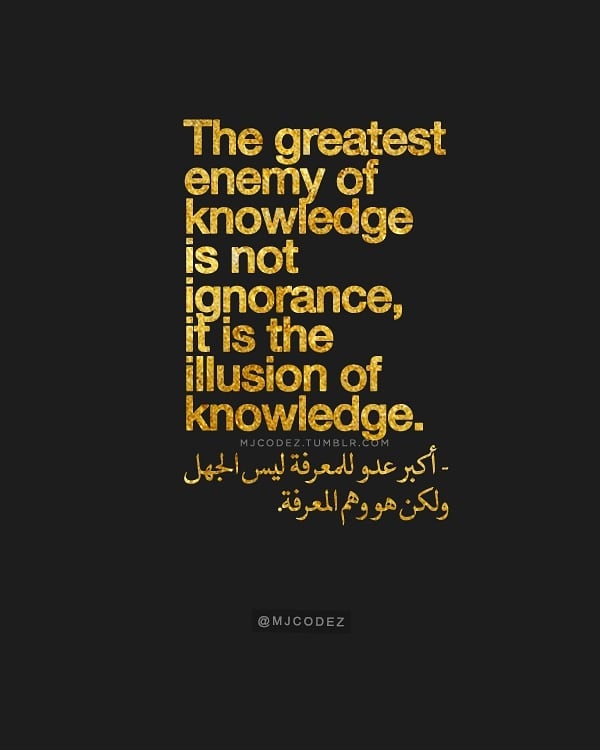 The greatest
enemy of
knowledge
is not
ignorance,
it is the
illusion of
knowledge.
MJCODEZ.TUMBLR.COM
- أكبر عدو للمعرفة ليس الجهل
ولكن هو وهم المعرفة.
@MJCODEZ